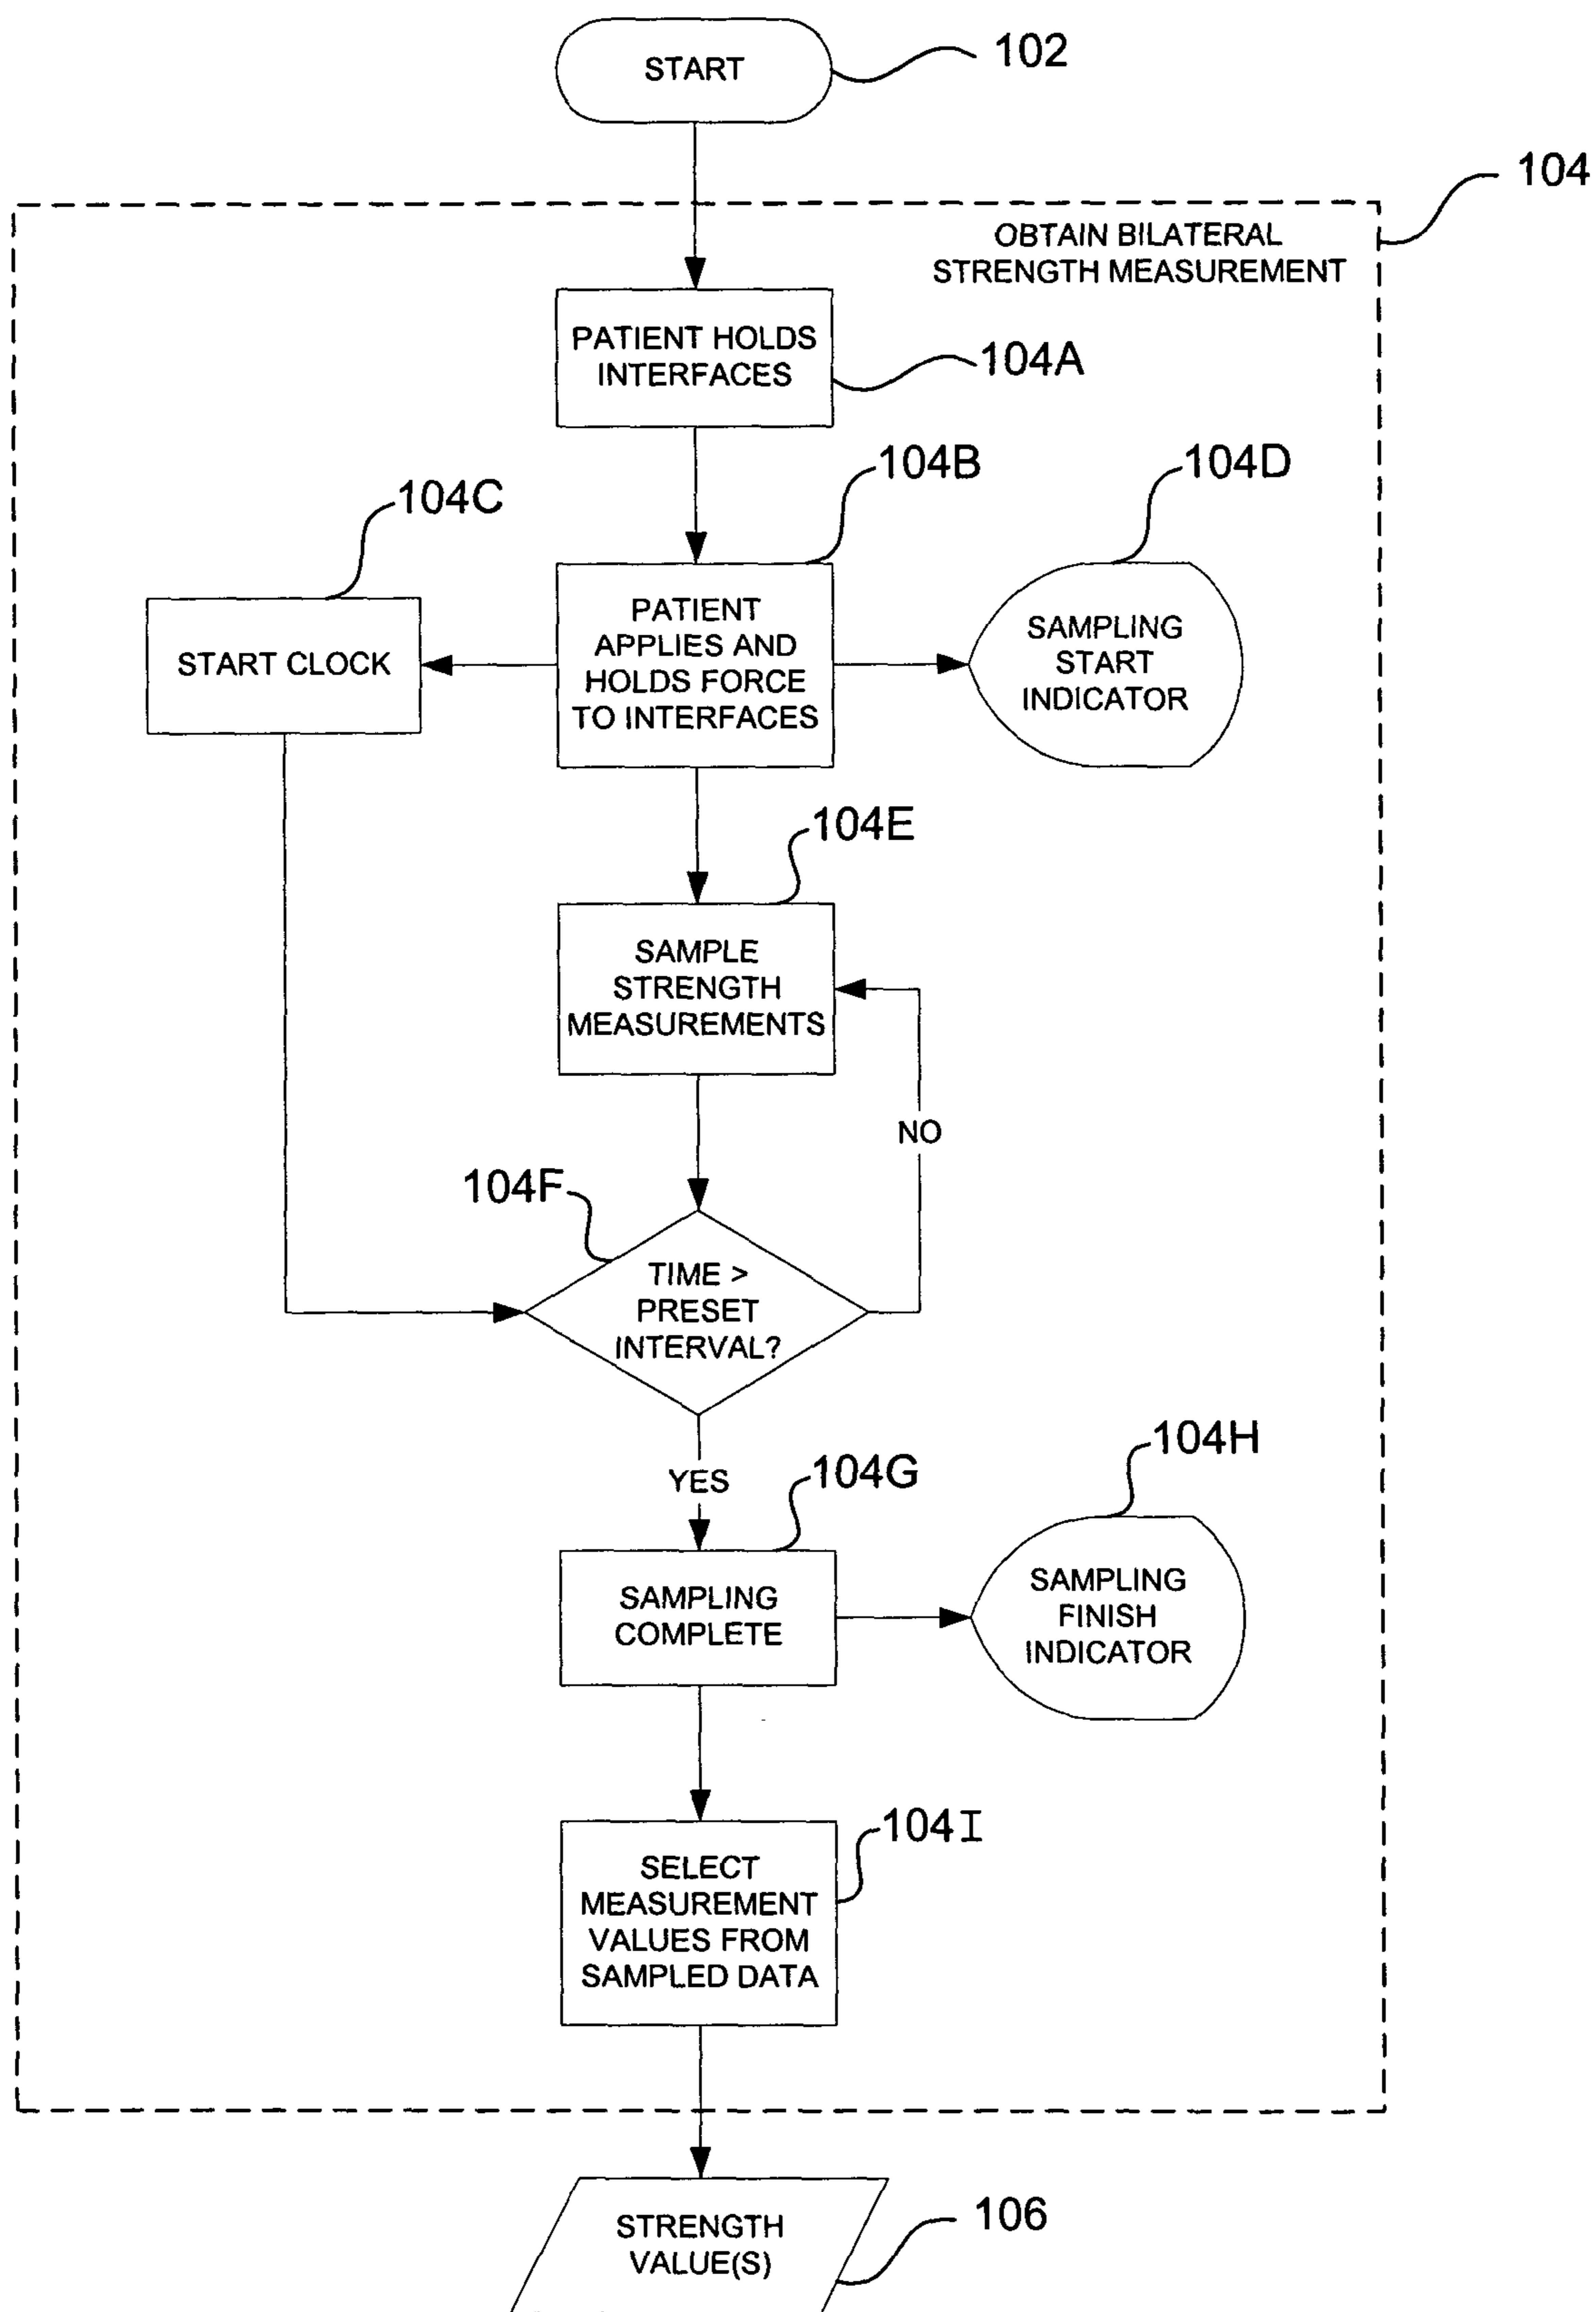 START
102
104
OBTAIN BILATERAL
STRENGTH MEASUREMENT
PATIENT HOLDS
INTERFACES
104A
104B
104D
104C
START CLOCK
PATIENT
APPLIES AND
HOLDS FORCE
TO INTERFACES
SAMPLING
START
INDICATOR
104E
SAMPLE
STRENGTH
MEASUREMENTS
NO
104F
TIME >
PRESET
INTERVAL?
YES
104G
104H
SAMPLING
COMPLETE
SAMPLING
FINISH
INDICATOR
104I
SELECT
MEASUREMENT
VALUES FROM
SAMPLED DATA
STRENGTH
VALUE(S)
106